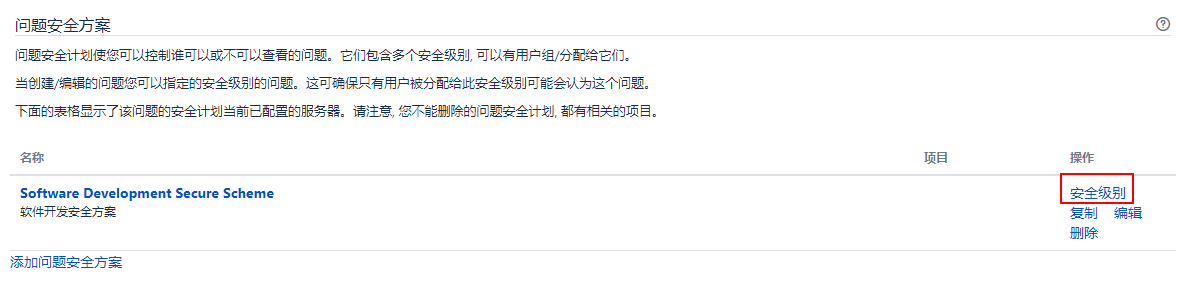 问题安全方案
?
问题安全计划使您可以控制谁可以或不可以查看的问题。它们包含多个安全级别, 可以有用户组/分配给它们。
当创建/编辑的问题您可以指定的安全级别的问题。这可确保只有用户被分配给此安全级别可能会认为这个问题。
下面的表格显示了该问题的安全计划当前已配置的服务器。请注意, 您不能删除的问题安全计划, 都有相关的项目。
名称 项目 操作
Software Development Secure Scheme 安全级别
软件开发安全方案 复制 编辑
删除
添加问题安全方案